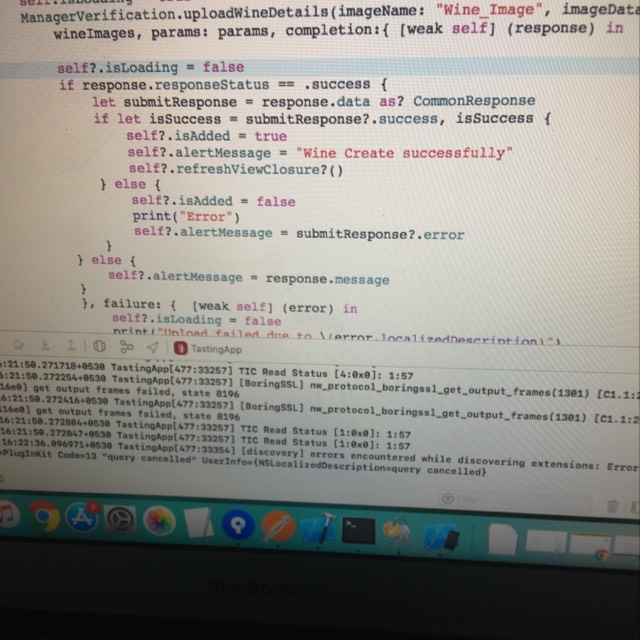 ManagerVerification.uploadWineDetails(imageName: "Wine_Image", imageData
wineImages, params: params, completion:{ [weak self] (response) in
self?.isLoading = false
if response.responseStatus == .success {
let submitResponse = response.data as? CommonResponse
if let isSuccess = submitResponse?.success, isSuccess {
self?.isAdded = true
self?.alertMessage = "Wine Create successfully"
self?.refreshViewClosure?()
} else {
self?.isAdded = false
print("Error")
self?.alertMessage = submitResponse?.error
}
} else {
self?.alertMessage = response.message
}
}, failure: { [weak self] (error) in
self?.isLoading = false
print("Upload failed due to \(error.localizedDescription)")
TastingApp
:21:50.271718+0530 TastingApp[477:33257] TIC Read Status [4:0x0]: 1:57
:21:50.272254+0530 TastingApp[477:33257] [BoringSSL] nw_protocol_boringssl_get_output_frames(1301) [C1.1:2
16e0] get output frames failed, state 8196
6:21:50.272416+0530 TastingApp[477:33257] [BoringSSL] nw_protocol_boringssl_get_output_frames(1301) [C1.1:2
16e0] get output frames failed, state 8196
16:21:50.272804+0530 TastingApp[477:33257] TIC Read Status [1:0x0]: 1:57
16:21:50.272847+0530 TastingApp[477:33257] TIC Read Status [1:0x0]: 1:57
16:22:36.096971+0530 TastingApp[477:33354] [discovery] errors encountered while discovering extensions: Error
=PlugInKit Code=13 "query cancelled" UserInfo={NSLocalizedDescription=query cancelled}
Filter
MacBook Air